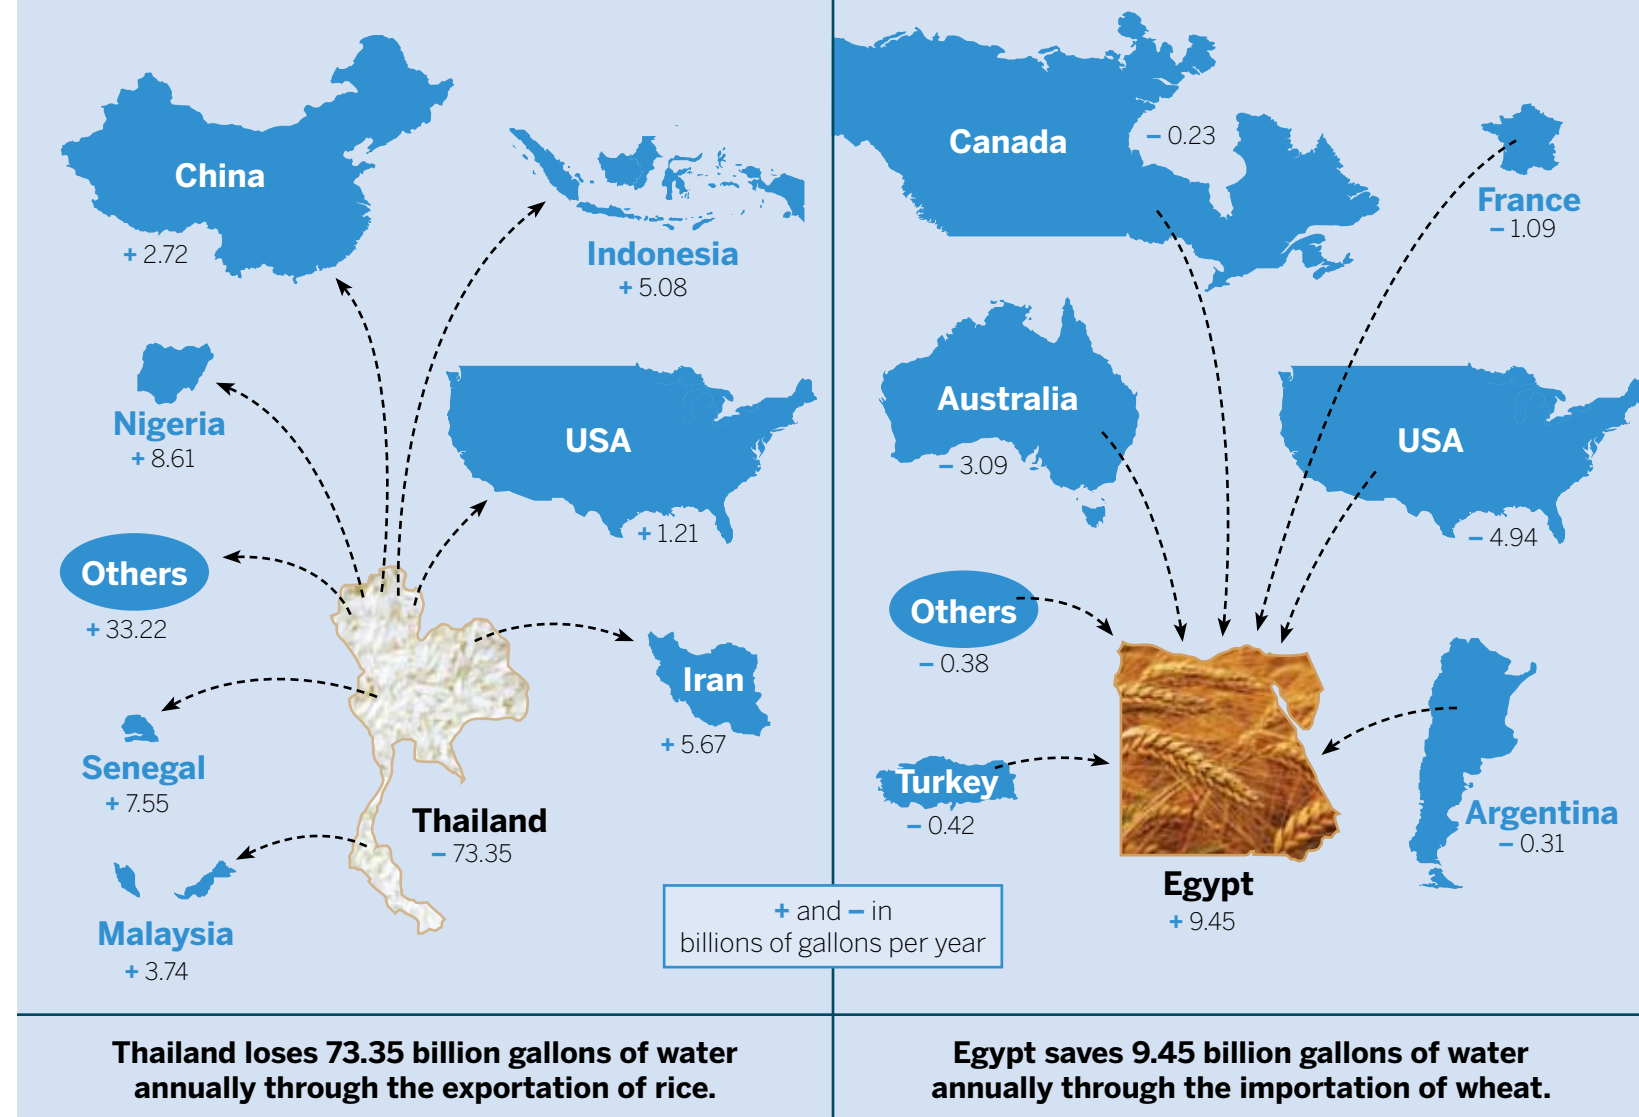 China
+ 2.72
Indonesia
+ 5.08
Nigeria
+ 8.61
USA
+ 1.21
Others
+ 33.22
Iran
+ 5.67
Senegal
+ 7.55
Thailand
– 73.35
Malaysia
+ 3.74
Canada
– 0.23
France
– 1.09
Australia
– 3.09
USA
– 4.94
Others
– 0.38
Turkey
– 0.42
Argentina
– 0.31
Egypt
+ 9.45
+ and – in
billions of gallons per year
Thailand loses 73.35 billion gallons of water
annually through the exportation of rice.
Egypt saves 9.45 billion gallons of water
annually through the importation of wheat.